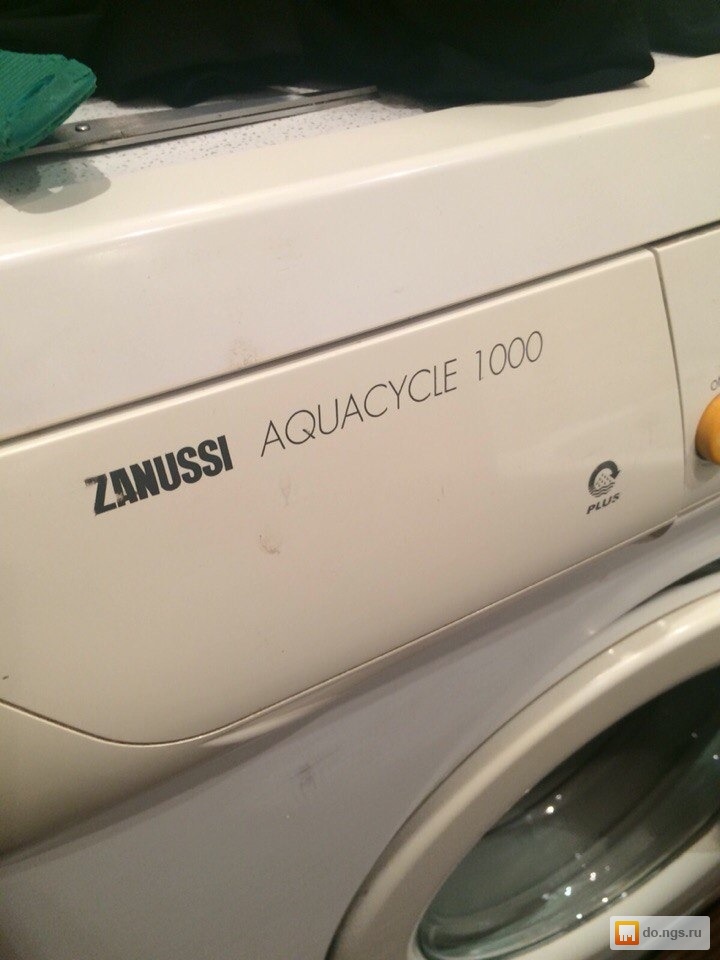 ZANUSSI AQUACYCLE 1000
PLUS
do.ngs.ru